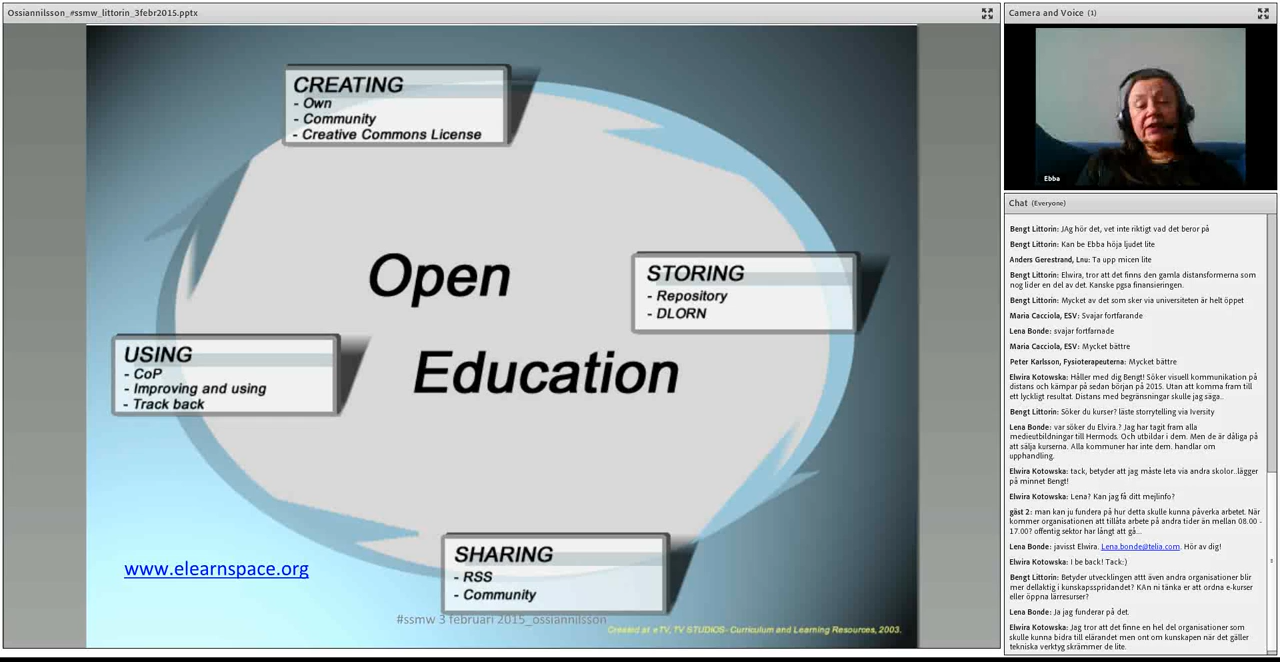 Ossiannilsson_#ssmw_littorin_3febr2015.pptx
CREATING
- Own
- Community
- Creative Commons License
Open
Education
STORING
- Repository
- DLORN
USING
- CoP
- Improving and using
- Track back
SHARING
- RSS
- Community
www.elearnspace.org
#ssmw 3 februari 2015_ossiannilsson
Created at eTV, TV STUDIOS- Curriculum and Learning Resources, 2003.
Camera and Voice (1)
Ebba
Chat (Everyone)
Bengt Littorin: JAg hör det, vet inte riktigt vad det beror på
Bengt Littorin: Kan be Ebba höja ljudet lite
Anders Gerestrand, Lnu: Ta upp micen lite
Bengt Littorin: Elwira, tror att det finns den gamla distansformerna som
nog lider en del av det. Kanske pgsa finansieringen.
Bengt Littorin: Mycket av det som sker via universiteten är helt öppet
Maria Cacciola, ESV: Svajar fortfarande
Lena Bonde: svajar fortfarnade
Maria Cacciola, ESV: Mycket bättre
Peter Karlsson, Fysioterapeuterna: Mycket bättre
Elwira Kotowska: Håller med dig Bengt! Söker visuell kommunikation på
distans och kämpar på sedan början på 2015. Utan att komma fram till
ett lyckligt resultat. Distans med begränsningar skulle jag säga..
Bengt Littorin: Söker du kurser? läste storrytelling via Iversity
Lena Bonde: var söker du Elvira.? Jag har tagit fram alla
medieutbildningar till Hermods. Och utbildar i dem. Men de är dåliga på
att sälja kurserna. Alla kommuner har inte dem. handlar om
upphandling.
Elwira Kotowska: tack, betyder att jag måste leta via andra skolor..lägger
på minnet Bengt!
Elwira Kotowska: Lena? Kan jag få ditt mejlinfo?
gäst 2: man kan ju fundera på hur detta skulle kunna påverka arbetet. När
kommer organisationen att tillåta arbete på andra tider än mellan 08.00 -
17.00? offentig sektor har långt att gå...
Lena Bonde: javisst Elwira. Lena.bonde@telia.com. Hör av dig!
Elwira Kotowska: I be back! Tack:)
Bengt Littorin: Betyder utvecklingen attt även andra organisationer blir
mer dellaktig i kunskapsspridandet? KAn ni tänka er att ordna e-kurser
eller öppna lärresurser?
Lena Bonde: Ja jag funderar på det.
Elwira Kotowska: Jag tror att det finne en hel del organisationer som
skulle kunna bidra till elärandet men ont om kunskapen när det gäller
tekniska verktyg skrämmer de lite.